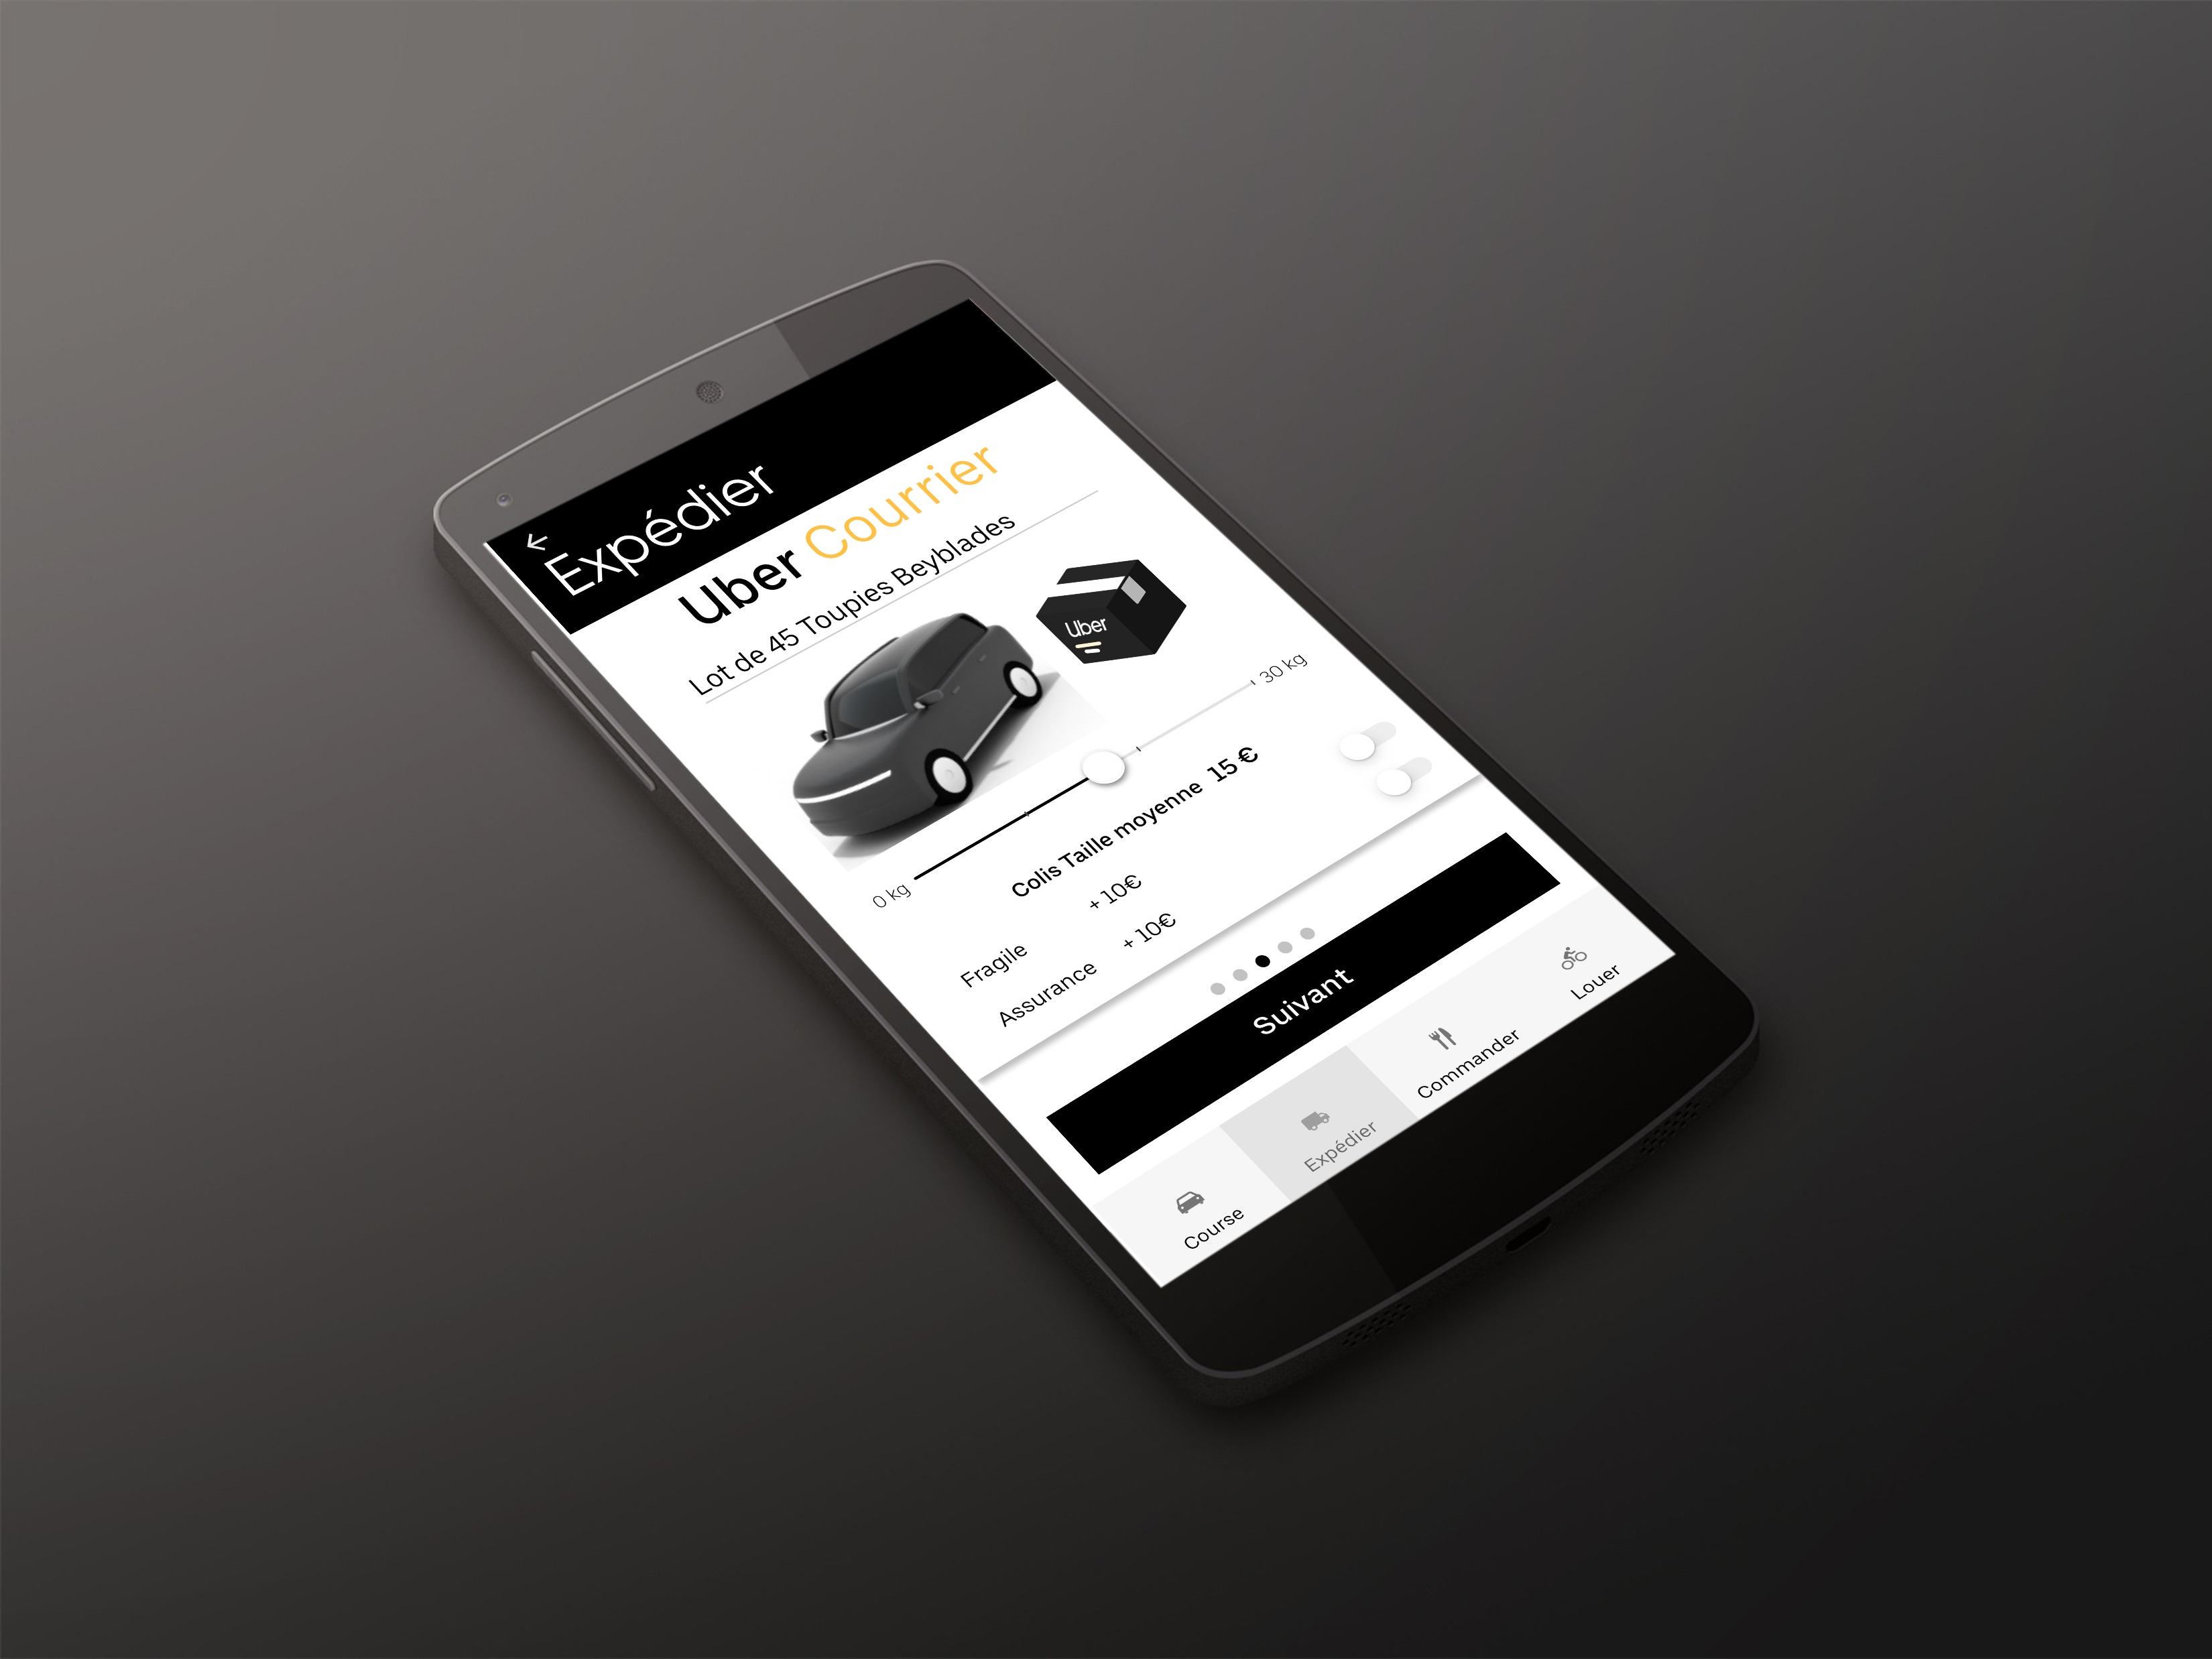 Expédier
Uber Courrier
Lot de 45 Toupies Beyblades
Uber
0 kg
30 kg
Colis Taille moyenne 15 €
Fragile +10€
Assurance +10€
Suivant
Course
Expédier
Commander
Louer